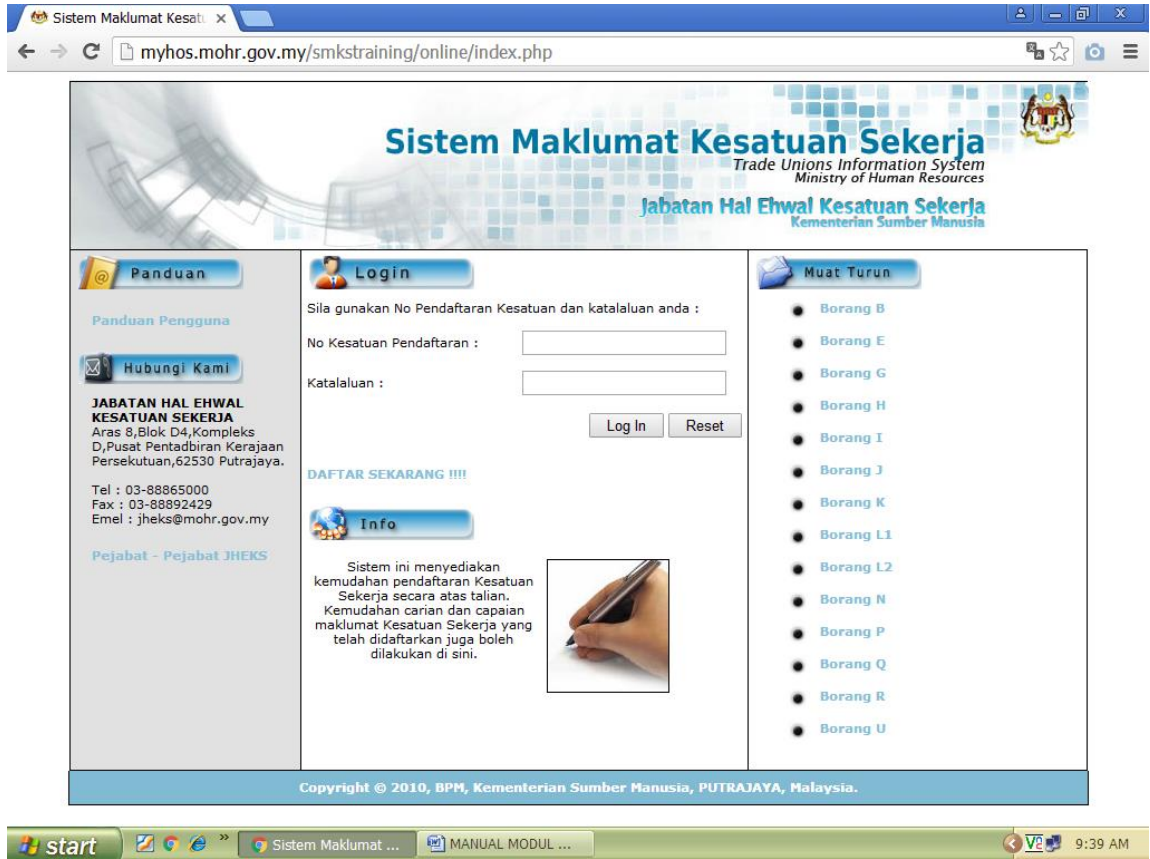 Sistem Maklumat Kesatu
myhos.mohr.gov.my/smkstraining/online/index.php
Sistem Maklumat Kesatuan Sekerja
Trade Unions Information System
Ministry of Human Resources
Jabatan Hal Ehwal Kesatuan Sekerja
Kementerian Sumber Manusia
Panduan
Panduan Pengguna
Hubungi Kami
JABATAN HAL EHWAL
KESATUAN SEKERJA
Aras 8,Blok D4,Kompleks
D,Pusat Pentadbiran Kerajaan
Persekutuan,62530 Putrajaya.
Tel : 03-88865000
Fax : 03-88892429
Emel : jheks@mohr.gov.my
Pejabat - Pejabat JHEKS
Login
Sila gunakan No Pendaftaran Kesatuan dan katalaluan anda :
No Kesatuan Pendaftaran :
Katalaluan :
Log In Reset
DAFTAR SEKARANG !!!!
Info
Sistem ini menyediakan
kemudahan pendaftaran Kesatuan
Sekerja secara atas talian.
Kemudahan carian dan capaian
maklumat Kesatuan Sekerja yang
telah didaftarkan juga boleh
dilakukan di sini.
Muat Turun
Borang B
Borang E
Borang G
Borang H
Borang I
Borang J
Borang K
Borang L1
Borang L2
Borang N
Borang P
Borang Q
Borang R
Borang U
Copyright © 2010, BPM, Kementerian Sumber Manusia, PUTRAJAYA, Malaysia.
start
Sistem Maklumat ...
MANUAL MODUL ...
9:39 AM